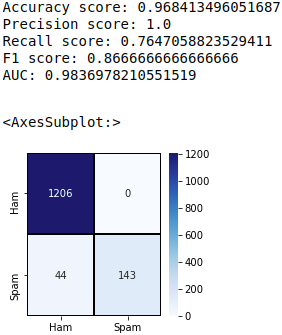 Accuracy score: 0.968413496051687
Precision score: 1.0
Recall score: 0.7647058823529411
F1 score: 0.8666666666666666
AUC: 0.9836978210551519
<AxesSubplot:>
1200
1000
800
600
400
200
0
Ham
1206
0
Spam
44
143
Ham
Spam